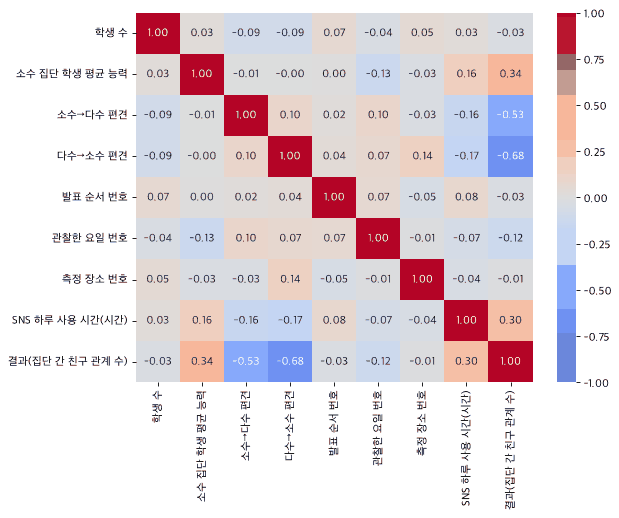 학생 수 1.00 0.03 -0.09 -0.09 0.07 -0.04 0.05 0.03 -0.03
소수 집단 학생 평균 능력 0.03 1.00 -0.01 -0.00 0.00 -0.13 -0.03 0.16 0.34
소수→다수 편견 -0.09 -0.01 1.00 0.10 0.02 0.10 -0.03 -0.16 -0.53
다수→소수 편견 -0.09 -0.00 0.10 1.00 0.04 0.07 0.14 -0.17 -0.68
발표 순서 번호 0.07 0.00 0.02 0.04 1.00 0.07 -0.05 0.08 -0.03
관찰한 요일 번호 -0.04 -0.13 0.10 0.07 0.07 1.00 -0.01 -0.07 -0.12
측정 장소 번호 0.05 -0.03 -0.03 0.14 -0.05 -0.01 1.00 -0.04 -0.01
SNS 하루 사용 시간(시간) 0.03 0.16 -0.16 -0.17 0.08 -0.07 -0.04 1.00 0.30
결과(집단 간 친구 관계 수) -0.03 0.34 -0.53 -0.68 -0.03 -0.12 -0.01 0.30 1.00
학생 수
소수 집단 학생 평균 능력
소수→다수 편견
다수→소수 편견
발표 순서 번호
관찰한 요일 번호
측정 장소 번호
SNS 하루 사용 시간(시간)
결과(집단 간 친구 관계 수)
1.00
0.75
0.50
0.25
0.00
-0.25
-0.50
-0.75
-1.00